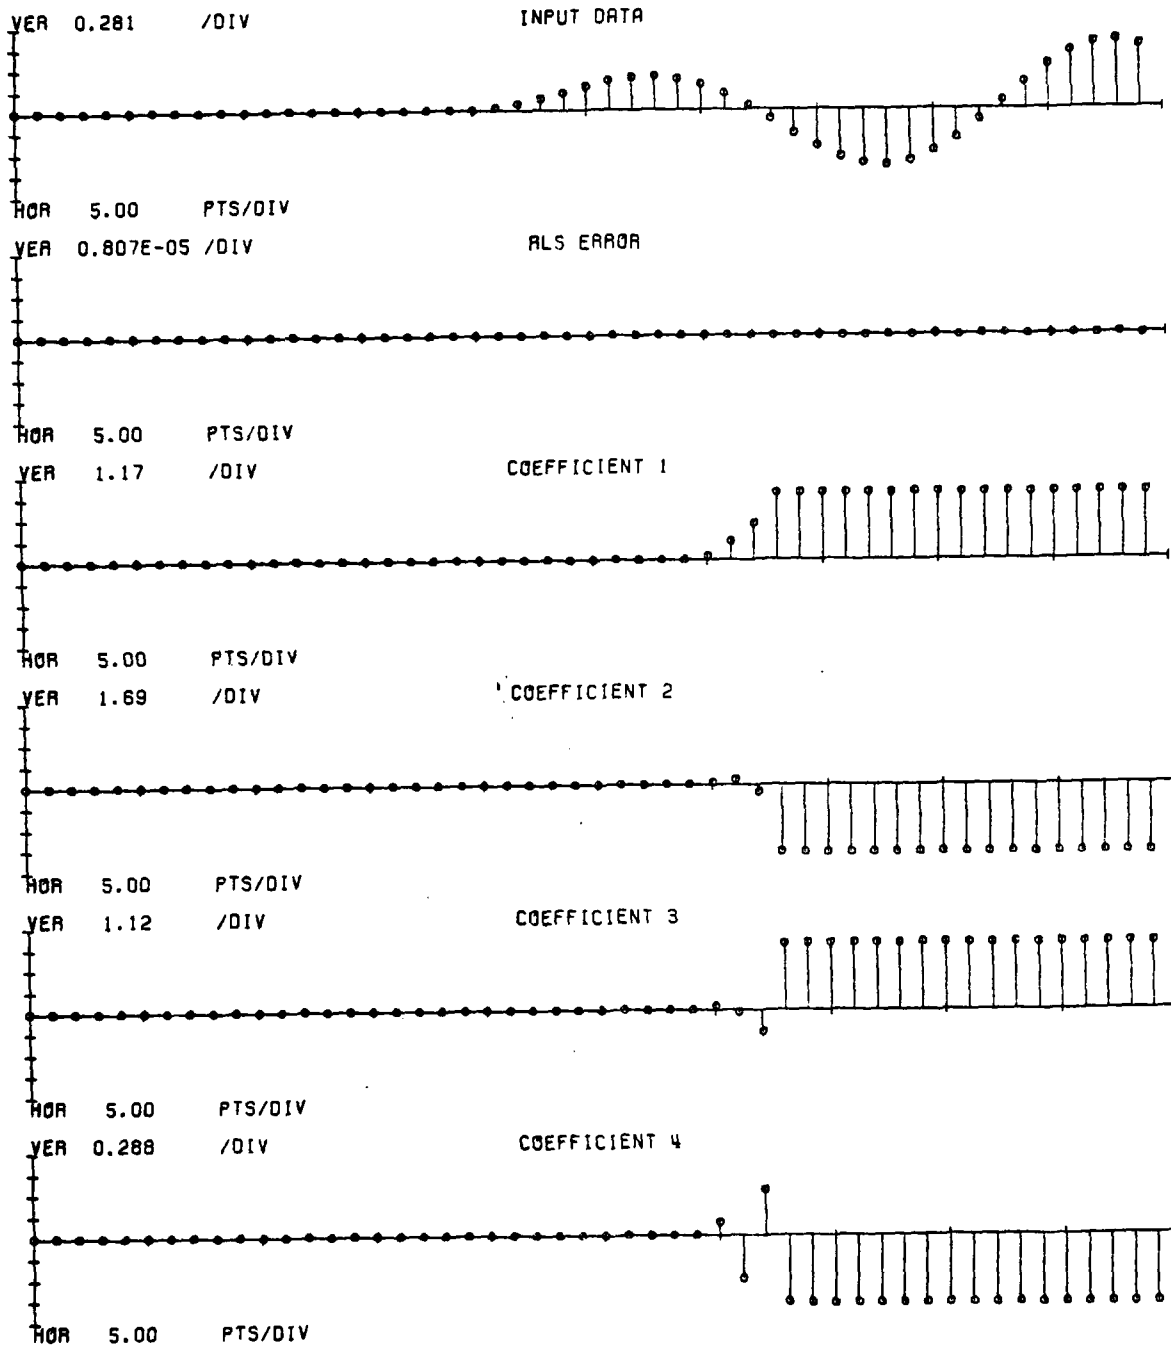 VER 0.281 /DIV INPUT DATA
HOR 5.00 PTS/DIV
VER 0.807E-05 /DIV RLS ERROR
HOR 5.00 PTS/DIV
VER 1.17 /DIV COEFFICIENT 1
HOR 5.00 PTS/DIV
VER 1.69 /DIV COEFFICIENT 2
HOR 5.00 PTS/DIV
VER 1.12 /DIV COEFFICIENT 3
HOR 5.00 PTS/DIV
VER 0.288 /DIV COEFFICIENT 4
HOR 5.00 PTS/DIV